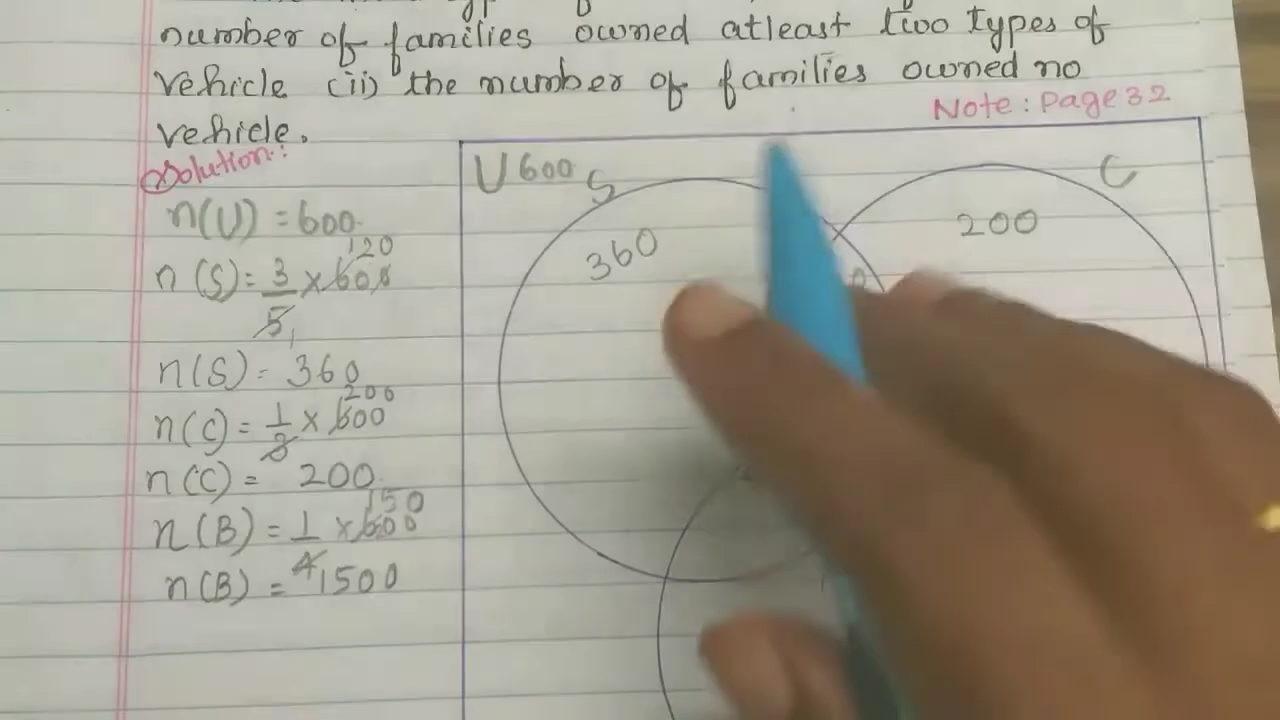 number of families owned atleast two types of
vehicle (ii) the number of families owned no
vehicle.
Note: page 32
Solution:
U 600
S
C
n(U) = 600.
360
200
120
n(S) = 3/5 × 600
1
n(S) = 360
200
n(C) = 1/3 × 600
n(C) = 200.
150
n(B) = 1/4 × 600
n(B) = 1500